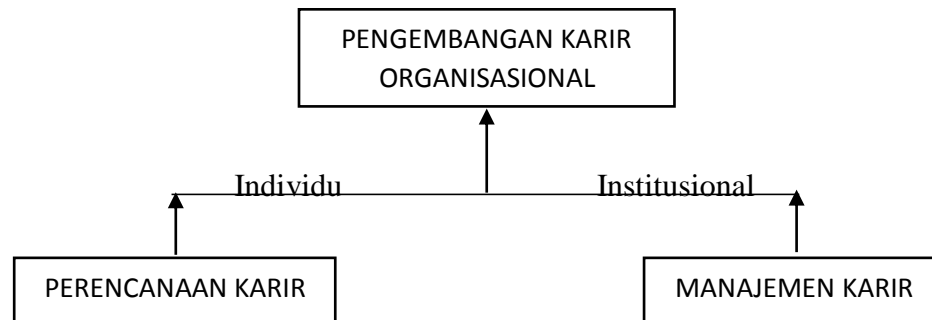 PENGEMBANGAN KARIR
ORGANISASIONAL
Individu
Institusional
PERENCANAAN KARIR
MANAJEMEN KARIR